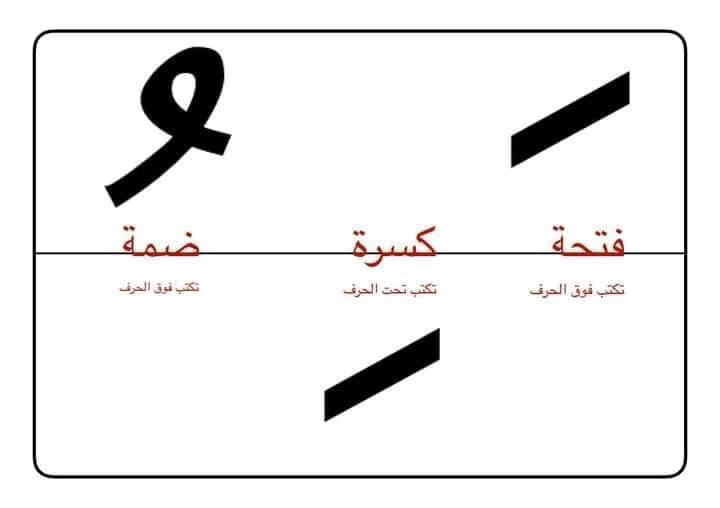 فتحة
تكتب فوق الحرف
كسرة
تكتب تحت الحرف
ضمة
تكتب فوق الحرف